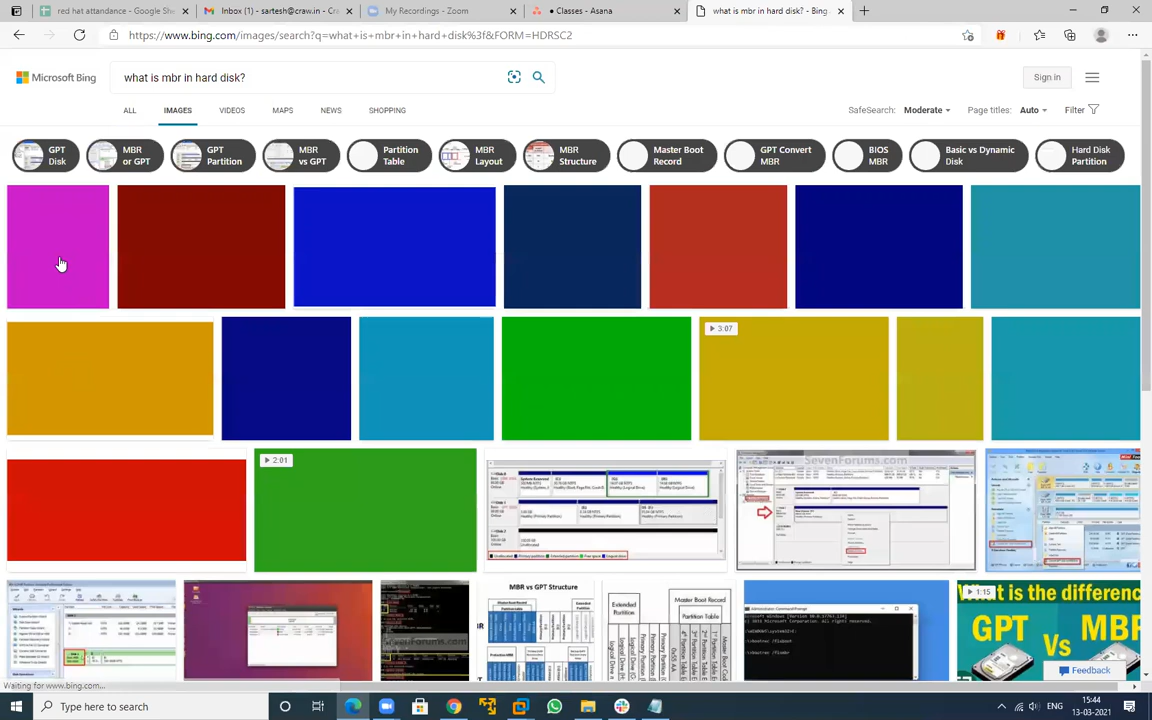 red hat attandance - Google She
Inbox (1) - sartesh@craw.in - Cra
My Recordings - Zoom
• Classes - Asana
what is mbr in hard disk? - Bing
https://www.bing.com/images/search?q=what+is+mbr+in+hard+disk%3f&FORM=HDRSC2
Microsoft Bing
what is mbr in hard disk?
Sign in
ALL
IMAGES
VIDEOS
MAPS
NEWS
SHOPPING
SafeSearch: Moderate
Page titles: Auto
Filter
GPT
Disk
MBR
or GPT
GPT
Partition
MBR
vs GPT
Partition
Table
MBR
Layout
MBR
Structure
Master Boot
Record
GPT Convert
MBR
BIOS
MBR
Basic vs Dynamic
Disk
Hard Disk
Partition
3:07
2:01
SevenForums.com
MBR vs GPT Structure
Extended
Partition
Master Boot
Record
Partition
Table
SevenForums.com
1:15
What is the differenc
GPT Vs MBR
Feedback
Waiting for www.bing.com...
Type here to search
ENG
15:44
13-03-2021